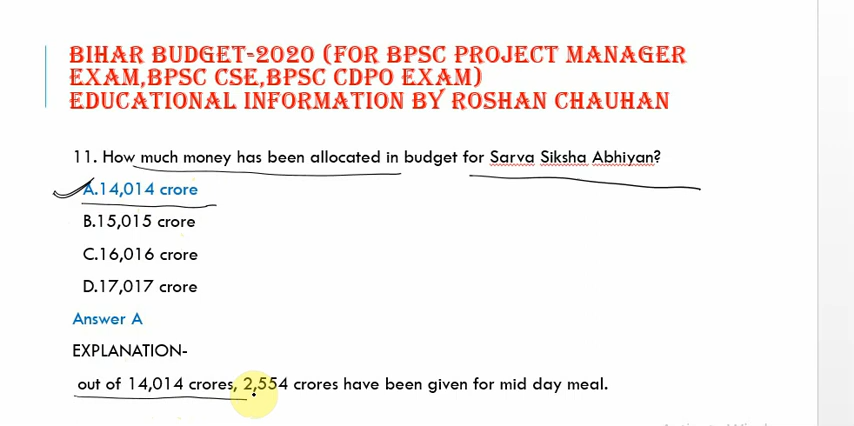 BIHAR BUDGET-2020 (FOR BPSC PROJECT MANAGER
EXAM,BPSC CSE,BPSC CDPO EXAM)
EDUCATIONAL INFORMATION BY ROSHAN CHAUHAN
11. How much money has been allocated in budget for Sarva Siksha Abhiyan?
A.14,014 crore
B.15,015 crore
C.16,016 crore
D.17,017 crore
Answer A
EXPLANATION-
out of 14,014 crores, 2,554 crores have been given for mid day meal.